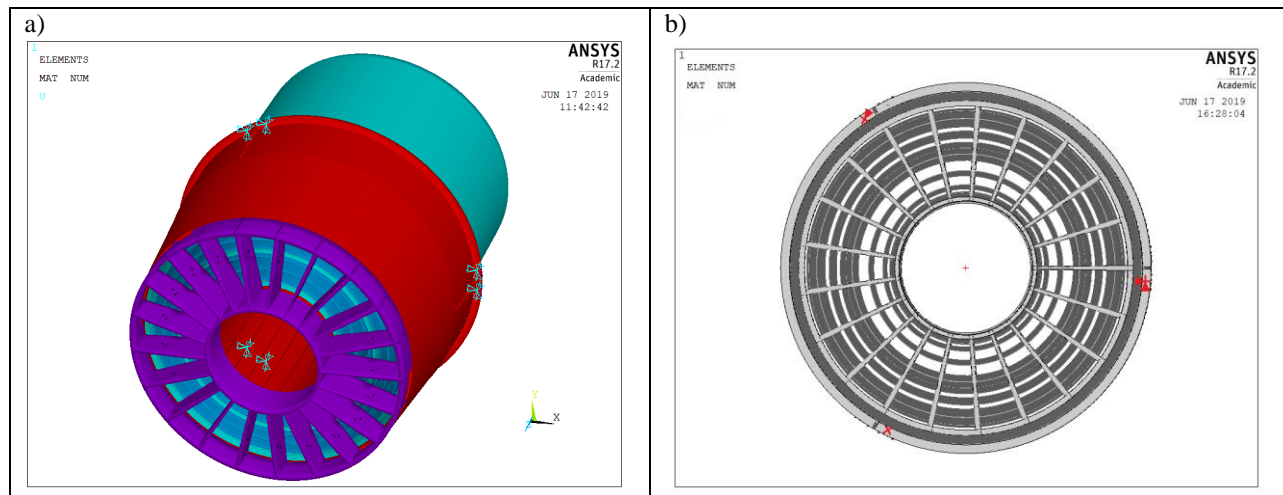 a)
1
ELEMENTS
MAT NUM
U
ANSYS
R17.2
Academic
JUN 17 2019
11:42:42
Y
Z
X
b)
1
ELEMENTS
MAT NUM
ANSYS
R17.2
Academic
JUN 17 2019
16:28:04